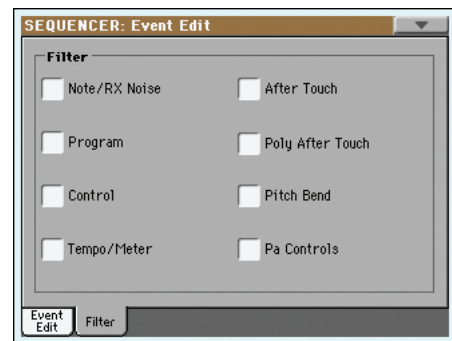 SEQUENCER: Event Edit
Filter
Note/RX Noise
After Touch
Program
Poly After Touch
Control
Pitch Bend
Tempo/Meter
Pa Controls
Event
Edit
Filter